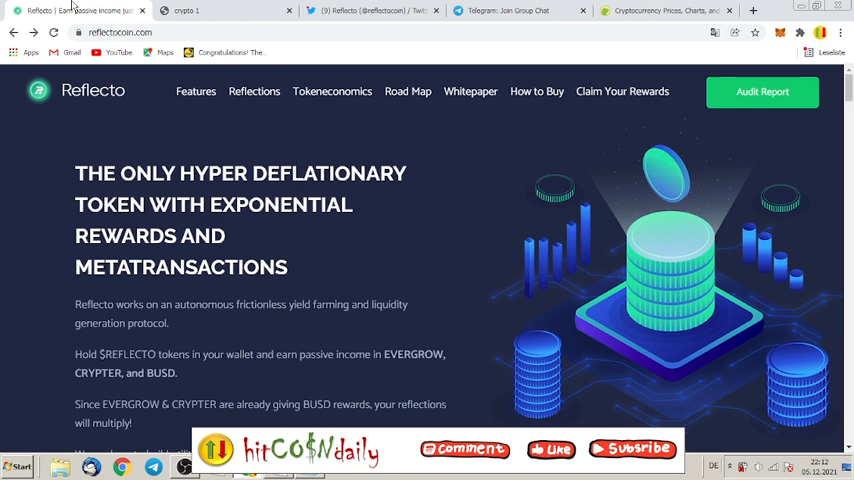 Reflecto | Earn passive income just
crypto 1
(9) Reflecto (@reflectocoin) / Twitt
Telegram: Join Group Chat
Cryptocurrency Prices, Charts, and
reflectocoin.com
Apps
Gmail
YouTube
Maps
Congratulations! The...
Leseliste
Reflecto
Features
Reflections
Tokeneconomics
Road Map
Whitepaper
How to Buy
Claim Your Rewards
Audit Report
THE ONLY HYPER DEFLATIONARY
TOKEN WITH EXPONENTIAL
REWARDS AND
METATRANSACTIONS
Reflecto works on an autonomous frictionless yield farming and liquidity
generation protocol.
Hold $REFLECTO tokens in your wallet and earn passive income in EVERGROW,
CRYPTER, and BUSD.
Since EVERGROW & CRYPTER are already giving BUSD rewards, your reflections
will multiply!
hitCO$Ndaily
Comment
Like
Susbribe
Start
DE
22:12
05.12.2021